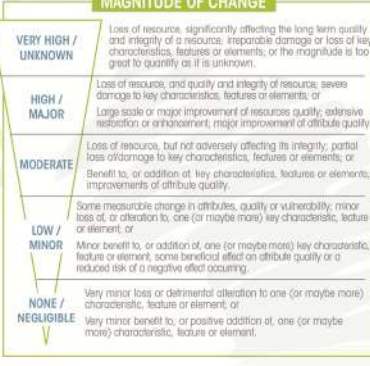 MAGNITUDE OF CHANGE
VERY HIGH /
UNKNOWN
Loss of resource, significantly affecting the long term quality
and integrity of a resource; irreparable damage or loss of key
characteristics, features or elements; or the magnitude is too
great to quantify as it is unknown.
HIGH /
MAJOR
Loss of resource, and quality and integrity of resource; severe
damage to key characteristics, features or elements; or
Large scale or major improvement of resources quality; extensive
restoration or enhancement; major improvement of attribute quality.
MODERATE
Loss of resource, but not adversely affecting its integrity; partial
loss of/damage to key characteristics, features or elements; or
Benefit to, or addition of, key characteristics, features or elements;
improvements of attribute quality.
LOW /
MINOR
Some measurable change in attributes, quality or vulnerability; minor
loss of, or alteration to, one (or maybe more) key characteristic, feature
or element; or
Minor benefit to, or addition of, one (or maybe more) key characteristic,
feature or element; some beneficial effect on attribute quality or a
reduced risk of a negative effect occurring.
NONE /
NEGLIGIBLE
Very minor loss or detrimental alteration to one (or maybe more)
characteristic, feature or element; or
Very minor benefit to, or positive addition of, one (or maybe
more) characteristic, feature or element.